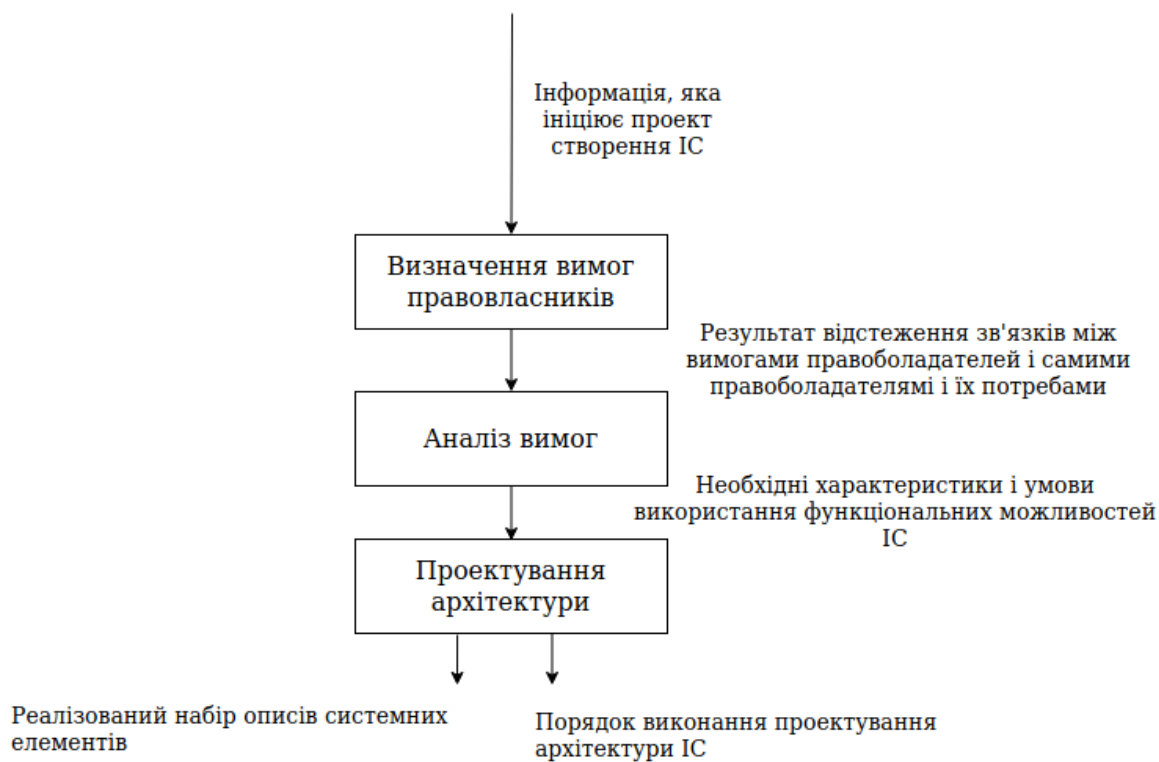 Інформація, яка
ініціює проект
створення ІС
Визначення вимог
правовласників
Результат відстеження зв'язків між
вимогами правоболадателей і самими
правоболадателямі і їх потребами
Аналіз вимог
Необхідні характеристики і умови
використання функціональних можливостей
ІС
Проектування
архітектури
Реалізований набір описів системних
елементів
Порядок виконання проектування
архітектури ІС